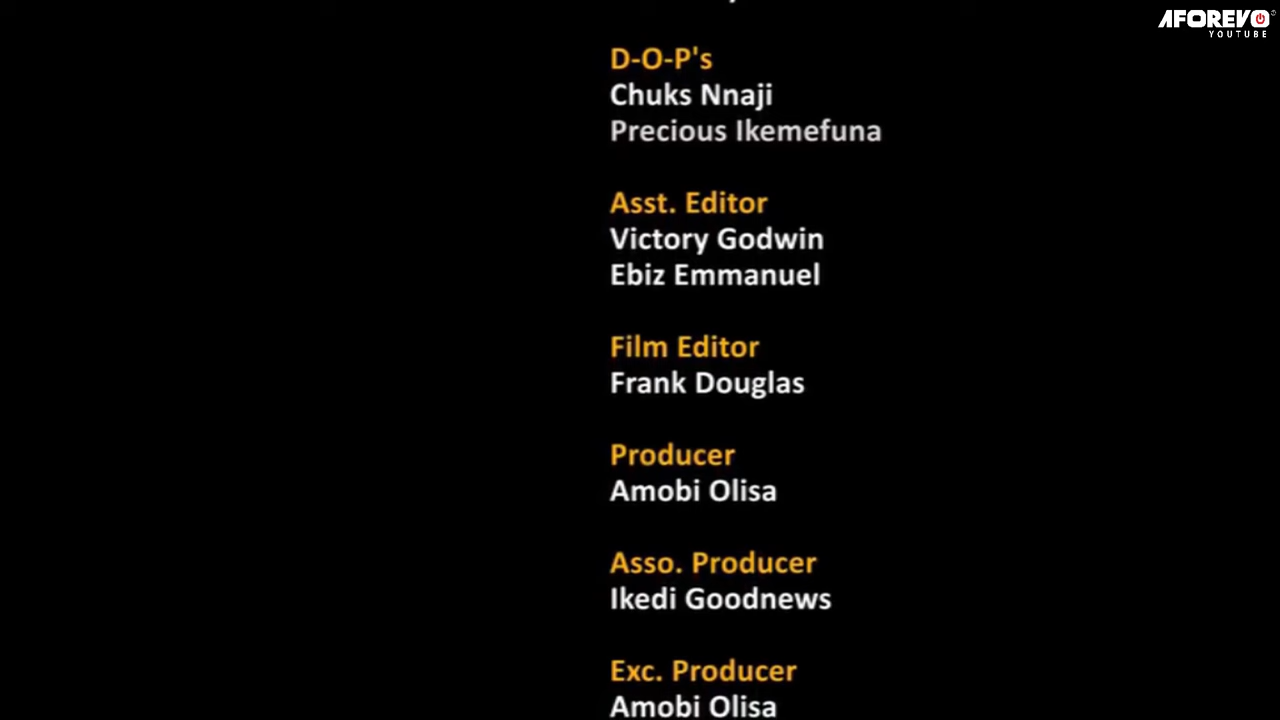 AFOREVO
YOUTUBE
D-O-P's
Chuks Nnaji
Precious Ikemefuna
Asst. Editor
Victory Godwin
Ebiz Emmanuel
Film Editor
Frank Douglas
Producer
Amobi Olisa
Asso. Producer
Ikedi Goodnews
Exc. Producer
Amobi Olisa